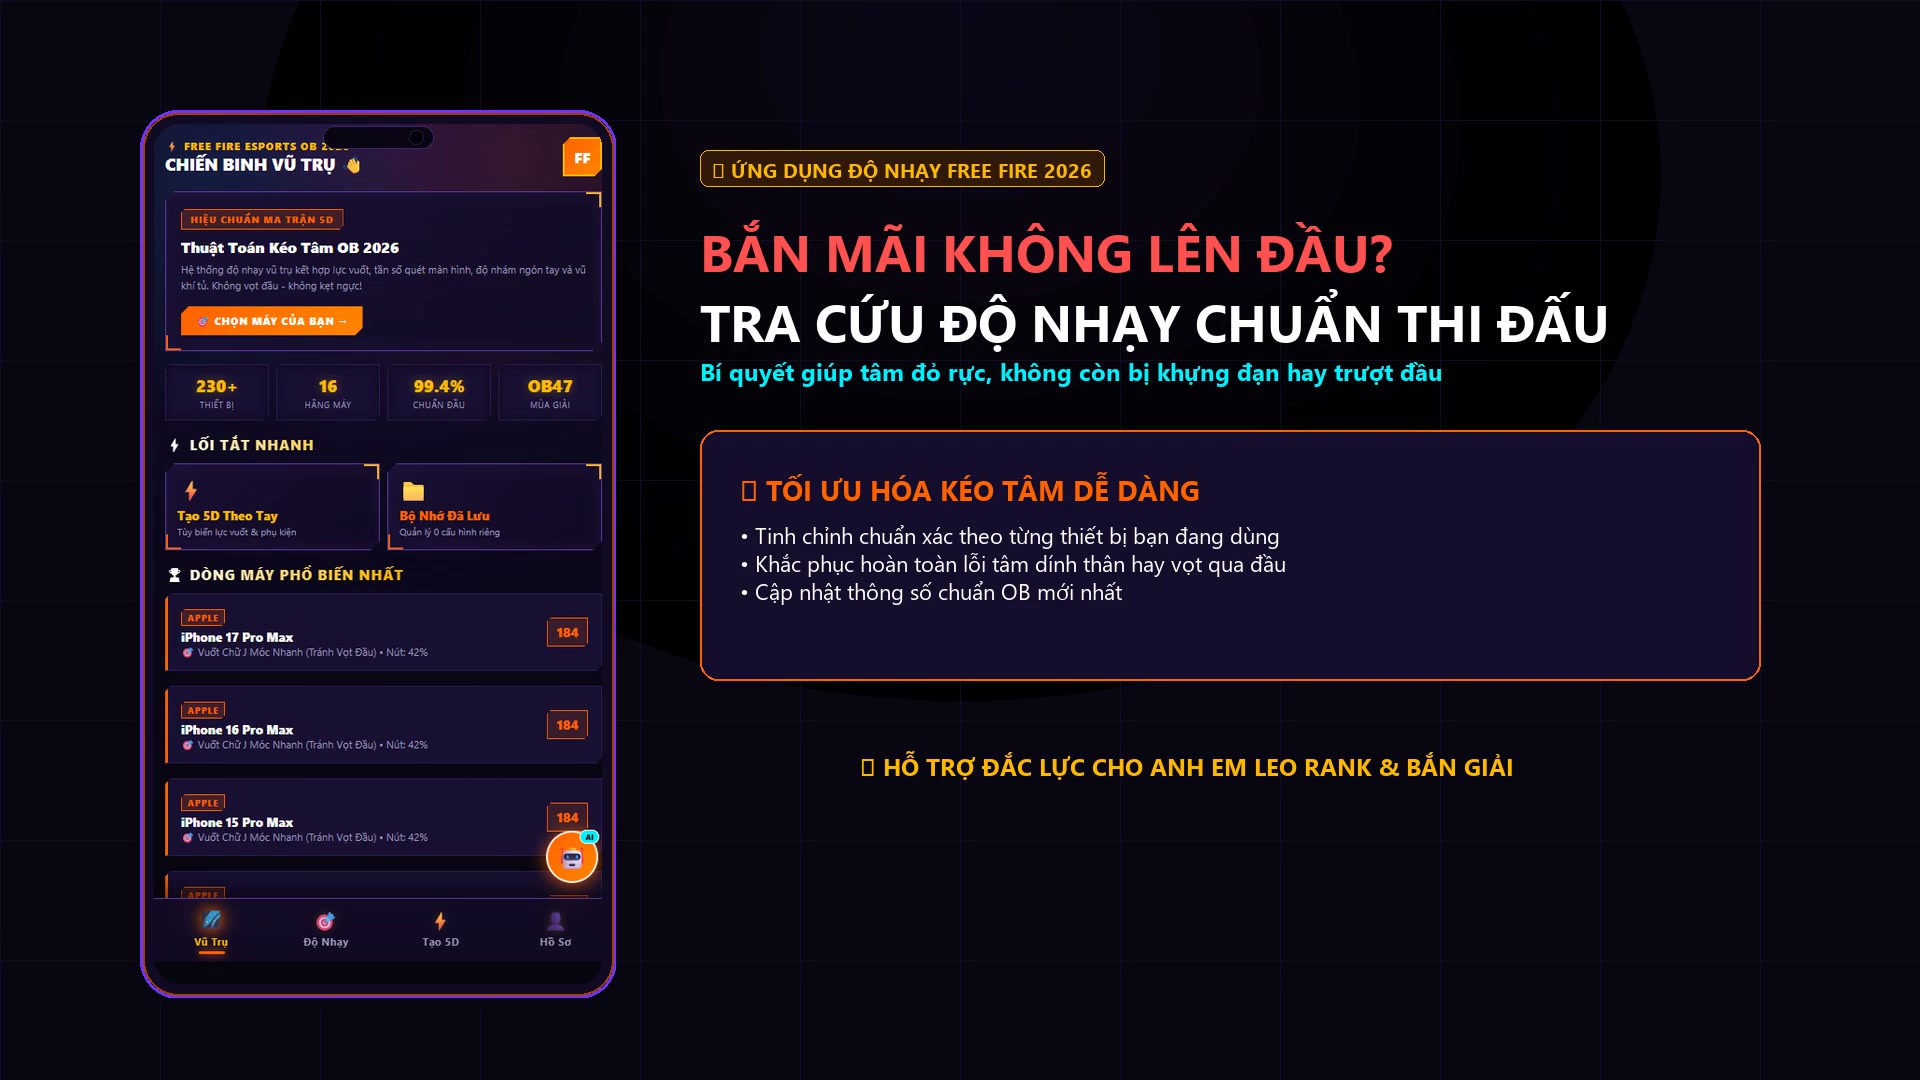 FREE FIRE ESPORTS OB
CHIẾN BINH VŨ TRỤ 👋
FF
HIỆU CHUẨN MA TRẬN 5D
Thuật Toán Kéo Tâm OB 2026
Hệ thống độ nhạy vũ trụ kết hợp lực vuốt, tần số quét màn hình, độ nhám ngón tay và vũ
khí tủ. Không vọt đầu - không kẹt ngực!
🎯 CHỌN MÁY CỦA BẠN →
230+
THIẾT BỊ
16
HÃNG MÁY
99.4%
CHUẨN ĐẦU
OB47
MÙA GIẢI
LỐI TẮT NHANH
Tạo 5D Theo Tay
Tùy biến lực vuốt & phụ kiện
Bộ Nhớ Đã Lưu
Quản lý 0 cấu hình riêng
DÒNG MÁY PHỔ BIẾN NHẤT
APPLE
iPhone 17 Pro Max
🎯 Vuốt Chữ J Móc Nhanh (Tránh Vọt Đầu) • Nút: 42%
184
APPLE
iPhone 16 Pro Max
🎯 Vuốt Chữ J Móc Nhanh (Tránh Vọt Đầu) • Nút: 42%
184
APPLE
iPhone 15 Pro Max
🎯 Vuốt Chữ J Móc Nhanh (Tránh Vọt Đầu) • Nút: 42%
184
AI
APPLE
Vũ Trụ
Độ Nhạy
Tạo 5D
Hồ Sơ
ỨNG DỤNG ĐỘ NHẠY FREE FIRE 2026
BẮN MÃI KHÔNG LÊN ĐẦU?
TRA CỨU ĐỘ NHẠY CHUẨN THI ĐẤU
Bí quyết giúp tâm đỏ rực, không còn bị khựng đạn hay trượt đầu
TỐI ƯU HÓA KÉO TÂM DỄ DÀNG
• Tinh chỉnh chuẩn xác theo từng thiết bị bạn đang dùng
• Khắc phục hoàn toàn lỗi tâm dính thân hay vọt qua đầu
• Cập nhật thông số chuẩn OB mới nhất
HỖ TRỢ ĐẮC LỰC CHO ANH EM LEO RANK & BẮN GIẢI